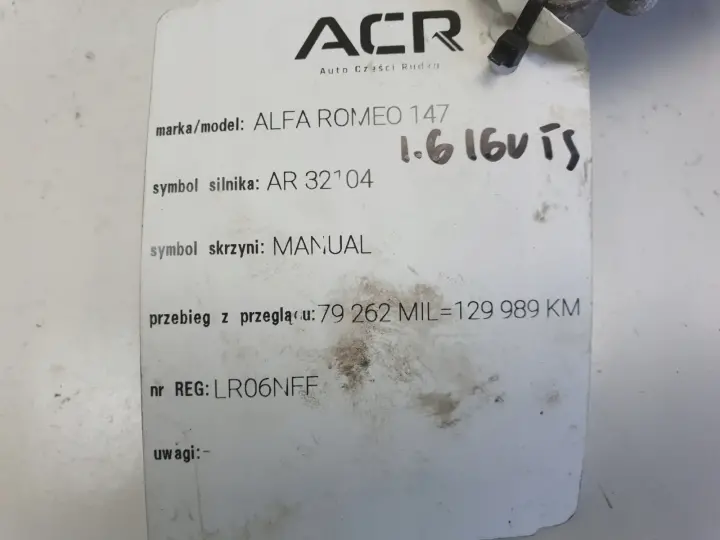 ACR
Auto Części Rudno
marka/model: ALFA ROMEO 147
1.6 16V TS
symbol silnika: AR 32104
symbol skrzyni: MANUAL
przebieg z przeglądu: 79 262 MIL=129 989 KM
nr REG: LR06NFF
uwagi:-